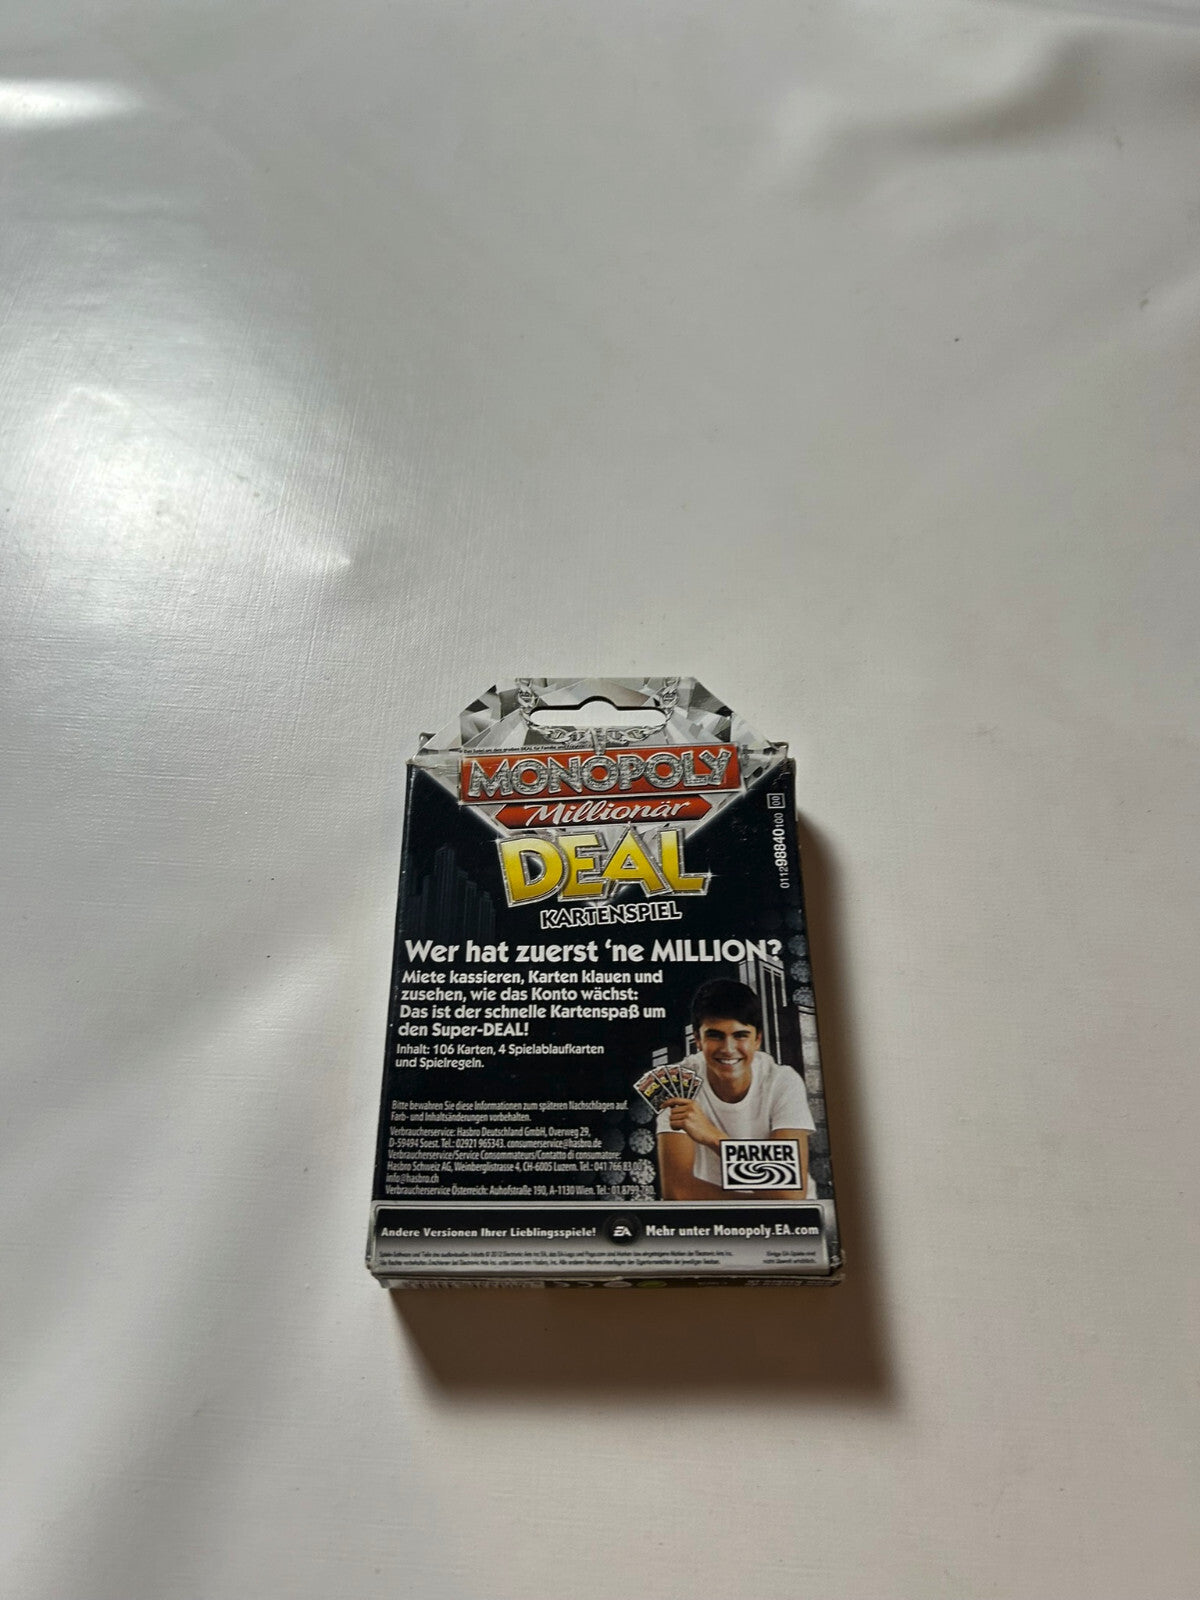 MONOPOLY
Millionär
DEAL
KARTENSPIEL
011298840100
Wer hat zuerst ‘ne MILLION?
Miete kassieren, Karten klauen und
zusehen, wie das Konto wächst:
Das ist der schnelle Kartenspaß um
den Super-DEAL!
Inhalt: 106 Karten, 4 Spielablaufkarten
und Spielregeln.
Bitte bewahren Sie diese Informationen zum späteren Nachschlagen auf.
Farb- und Inhaltsänderungen vorbehalten.
Verbraucherservice: Hasbro Deutschland GmbH, Overweg 29,
D-59494 Soest. Tel.: 02921 965343. consumerservice@hasbro.de
Verbraucherservice/Service Consommateurs/Contatto di consumatore:
Hasbro Schweiz AG, Weinberglistrasse 4, CH-6005 Luzern. Tel.: 041 766 83 00
info@hasbro.ch
Verbraucherservice Österreich: Auhofstraße 190, A-1130 Wien. Tel.:
PARKER
Andere Versionen Ihrer Lieblingsspiele! EA Mehr unter Monopoly.EA.com